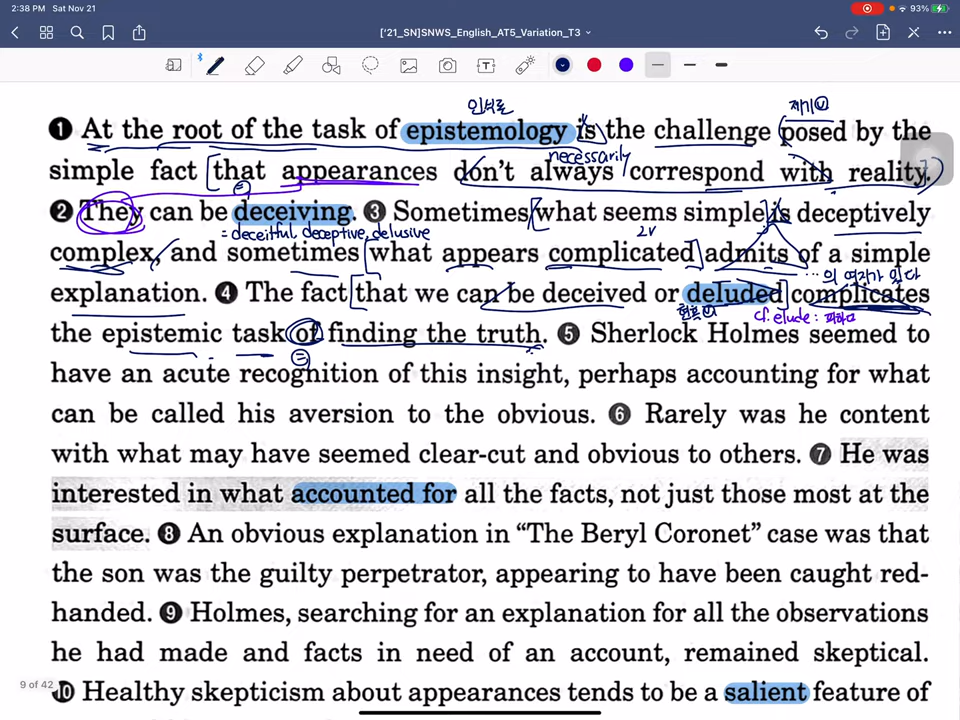 2:38 PM Sat Nov 21
93%
['21_SN]SNWS_English_AT5_Variation_T3
인식론
제기ⓥ
❶ At the root of the task of epistemology is the challenge posed by the
necessarily
simple fact that appearances don't always correspond with reality.
❷ They can be deceiving. ❸ Sometimes what seems simple is deceptively
= deceitful, deceptive, delusive
2V
complex, and sometimes what appears complicated admits of a simple
...의 여지가 있다
explanation. ❹ The fact that we can be deceived or deluded complicates
cf. elude : 피하다
the epistemic task of finding the truth. ❺ Sherlock Holmes seemed to
have an acute recognition of this insight, perhaps accounting for what
can be called his aversion to the obvious. ❻ Rarely was he content
with what may have seemed clear-cut and obvious to others. ❼ He was
interested in what accounted for all the facts, not just those most at the
surface. ❽ An obvious explanation in “The Beryl Coronet” case was that
the son was the guilty perpetrator, appearing to have been caught red-
handed. ❾ Holmes, searching for an explanation for all the observations
he had made and facts in need of an account, remained skeptical.
9 of 42
❿ Healthy skepticism about appearances tends to be a salient feature of